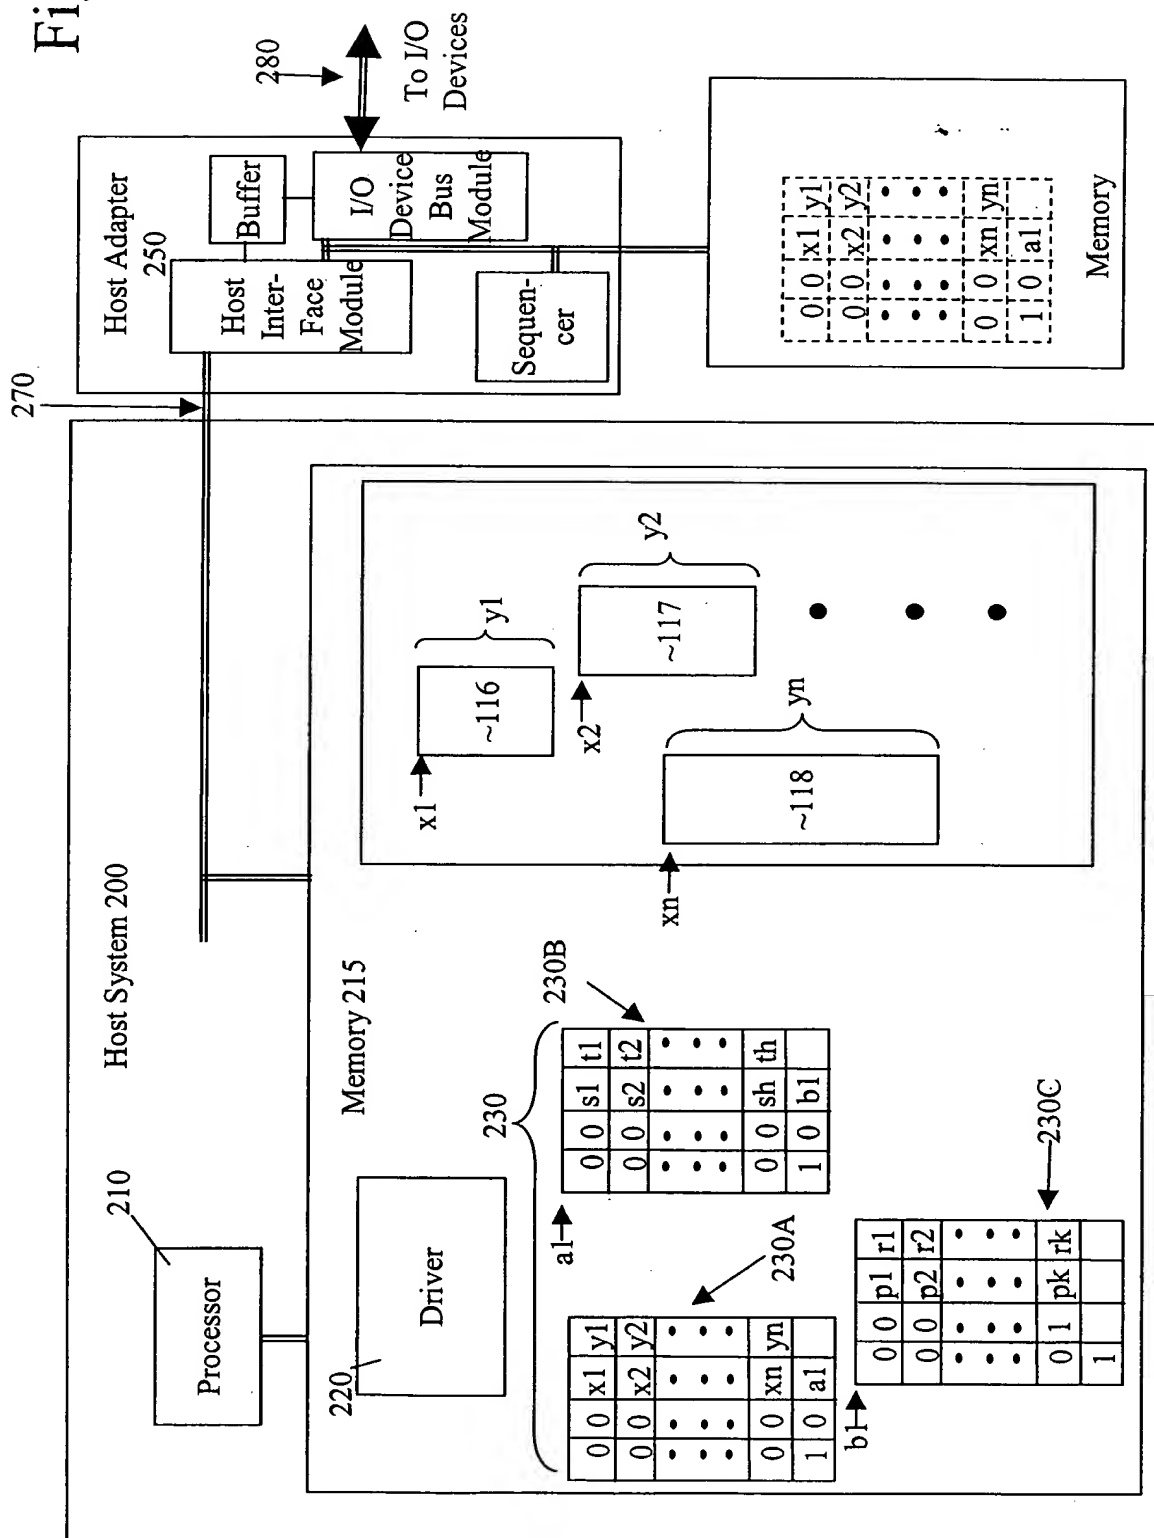 Fi
Host System 200
210
Processor
Memory 215
220
Driver
230
230A
0 0 x1 y1
0 0 x2 y2
0 0 xn yn
1 0 a1
a1
230B
0 0 s1 t1
0 0 s2 t2
0 0 sh th
1 0 b1
b1
230C
0 0 p1 r1
0 0 p2 r2
0 1 pk rk
1
x1
~116
y1
x2
~117
y2
xn
~118
yn
270
Host Adapter
250
Host
Inter-
Face
Module
Buffer
I/O
Device
Bus
Module
Sequen-
cer
280
To I/O
Devices
0 0 x1 y1
0 0 x2 y2
0 0 xn yn
1 0 a1
Memory